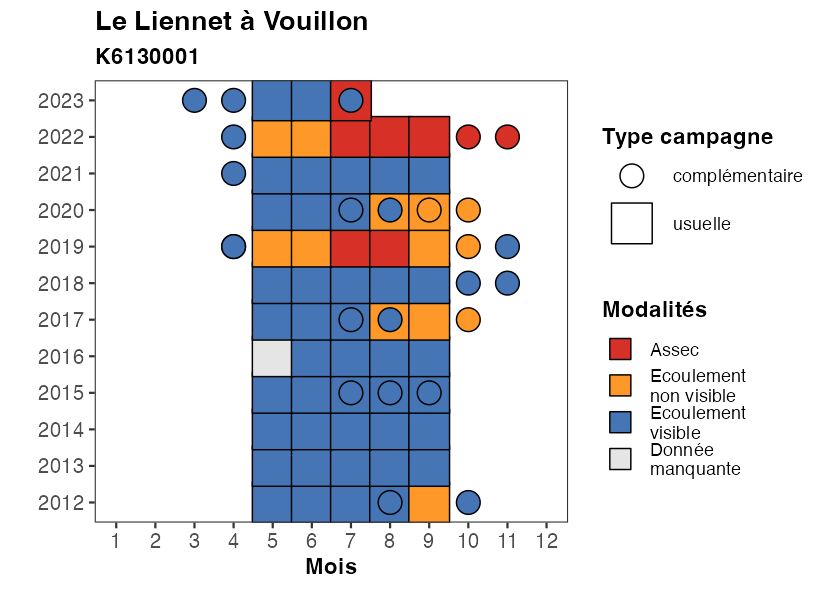 Le Liennet à Vouillon
K6130001
2023
2022
2021
2020
2019
2018
2017
2016
2015
2014
2013
2012
1 2 3 4 5 6 7 8 9 10 11 12
Mois
Type campagne
complémentaire
usuelle
Modalités
Assec
Ecoulement
non visible
Ecoulement
visible
Donnée
manquante